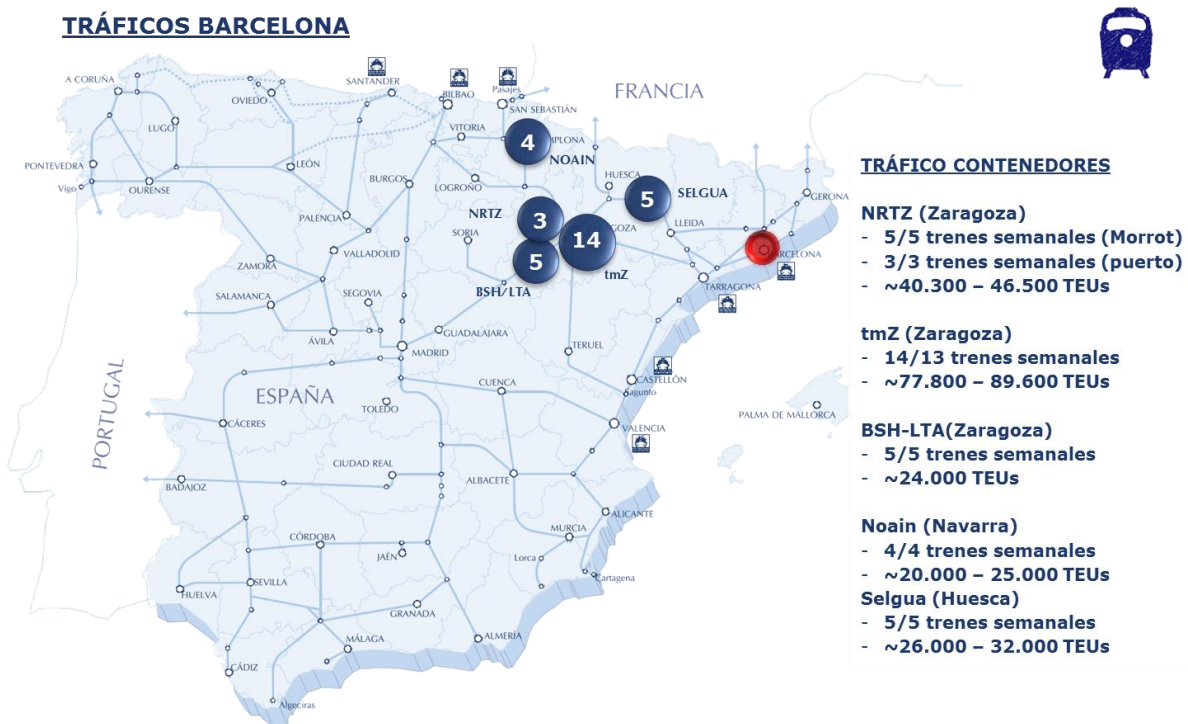 TRÁFICOS BARCELONA
A CORUÑA
OVIEDO
SANTANDER
BILBAO
Pasajes
SAN SEBASTIÁN
FRANCIA
LUGO
VITORIA
4
MPLONA
NOAIN
PONTEVEDRA
Vigo
OURENSE
LEÓN
BURGOS
LOGROÑO
HUESCA
5
SELGUA
GERONA
PALENCIA
NRTZ
3
SORIA
14
GOZA
LLEIDA
ARCELONA
ZAMORA
VALLADOLID
5
tmZ
BSH/LTA
TARRAGONA
SALAMANCA
SEGOVIA
ÁVILA
GUADALAJARA
MADRID
TERUEL
PORTUGAL
ESPAÑA
TOLEDO
CUENCA
CASTELLÓN
Sagunto
PALMA DE MALLORCA
CÁCERES
VALENCIA
BADAJOZ
CIUDAD REAL
ALBACETE
ALICANTE
CÓRDOBA
JAÉN
MURCIA
Lorca
Cartagena
HUELVA
SEVILLA
GRANADA
ALMERÍA
MÁLAGA
CÁDIZ
Algeciras
TRÁFICO CONTENEDORES
NRTZ (Zaragoza)
- 5/5 trenes semanales (Morrot)
- 3/3 trenes semanales (puerto)
- ~40.300 – 46.500 TEUs
tmZ (Zaragoza)
- 14/13 trenes semanales
- ~77.800 – 89.600 TEUs
BSH-LTA(Zaragoza)
- 5/5 trenes semanales
- ~24.000 TEUs
Noain (Navarra)
- 4/4 trenes semanales
- ~20.000 – 25.000 TEUs
Selgua (Huesca)
- 5/5 trenes semanales
- ~26.000 – 32.000 TEUs